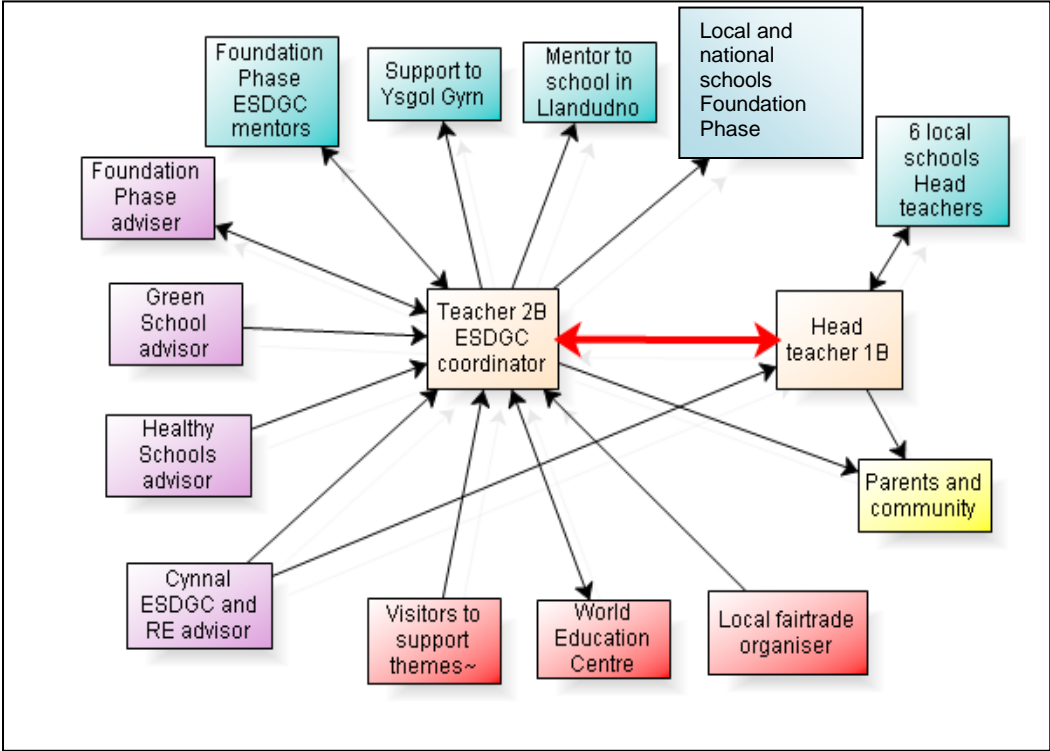 Foundation
Phase
ESDGC
mentors
Support to
Ysgol Gyrn
Mentor to
school in
Llandudno
Local and
national
schools
Foundation
Phase
6 local
schools
Head
teachers
Foundation
Phase
adviser
Green
School
advisor
Teacher 2B
ESDGC
coordinator
Head
teacher 1B
Healthy
Schools
advisor
Parents and
community
Cynnal
ESDGC and
RE advisor
Visitors to
support
themes~
World
Education
Centre
Local fairtrade
organiser